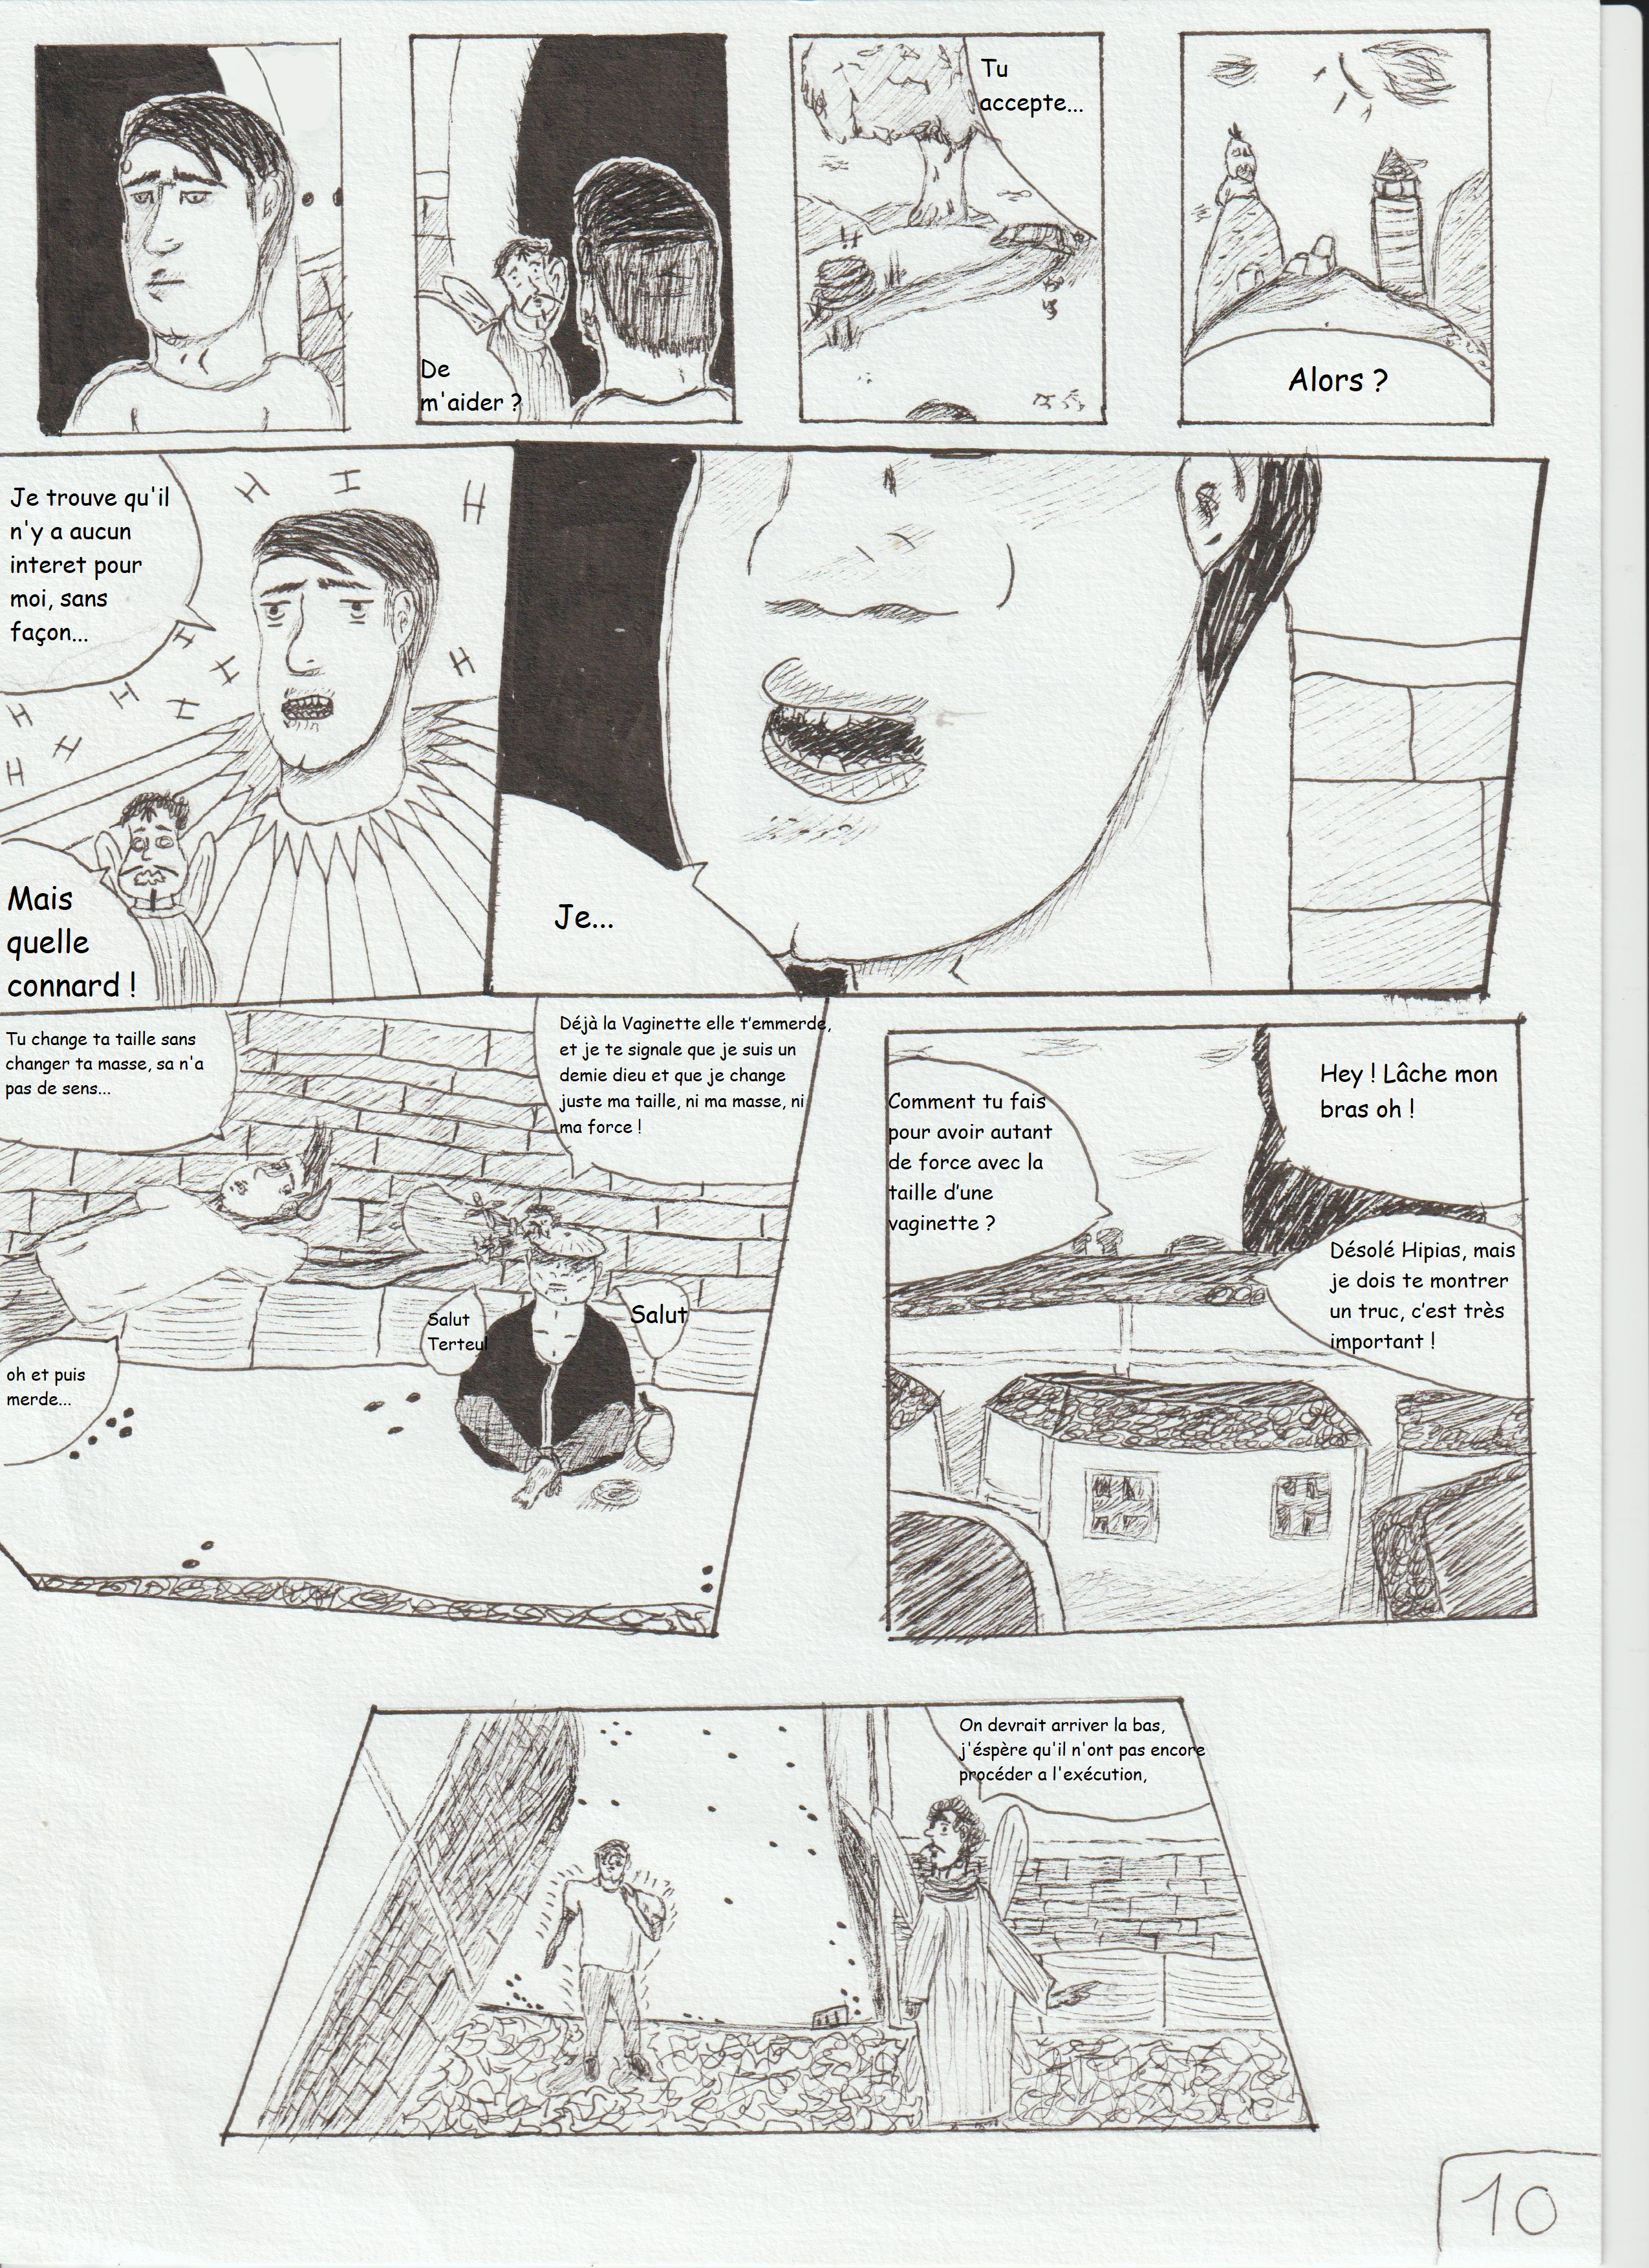 Alors ?
Tu
accepte...
De
m'aider ?
Je...
H I H
Je trouve qu'il
n'y a aucun
interet pour
moi, sans
façon...
I
I H
H H I
H H
Mais
quelle
connard !
Hey ! Lâche mon
bras oh !
Désolé Hipias, mais
je dois te montrer
un truc, c'est très
important !
Comment tu fais
pour avoir autant
de force avec la
taille d'une
vaginette ?
Déjà la Vaginette elle t'emmerde,
et je te signale que je suis un
demie dieu et que je change
juste ma taille, ni ma masse, ni
ma force !
Tu change ta taille sans
changer ta masse, sa n'a
pas de sens...
Salut
Salut
Terteul
oh et puis
merde...
On devrait arriver la bas,
j'éspère qu'il n'ont pas encore
procéder a l'exécution,
10